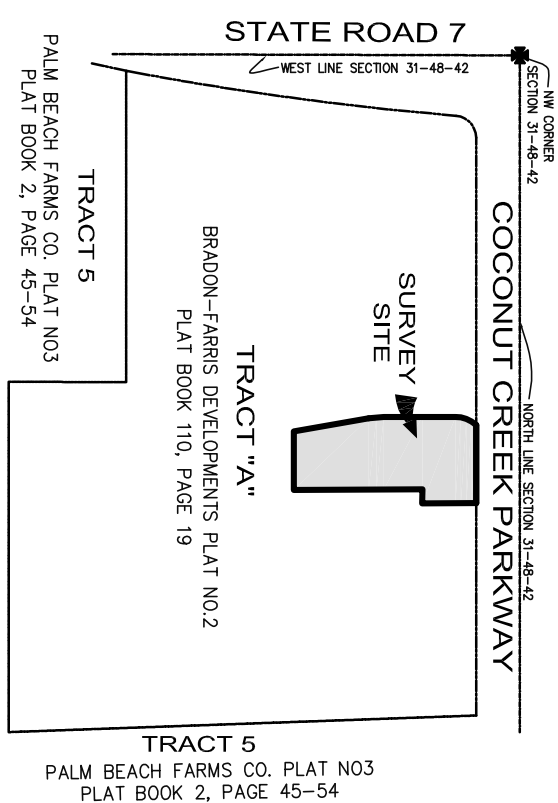 STATE ROAD 7
WEST LINE SECTION 31-48-42
NW CORNER
SECTION 31-48-42
COCONUT CREEK PARKWAY
NORTH LINE SECTION 31-48-42
SURVEY
SITE
TRACT "A"
BRADON-FARRIS DEVELOPMENTS PLAT NO.2
PLAT BOOK 110, PAGE 19
TRACT 5
PALM BEACH FARMS CO. PLAT NO3
PLAT BOOK 2, PAGE 45-54
TRACT 5
PALM BEACH FARMS CO. PLAT NO3
PLAT BOOK 2, PAGE 45-54